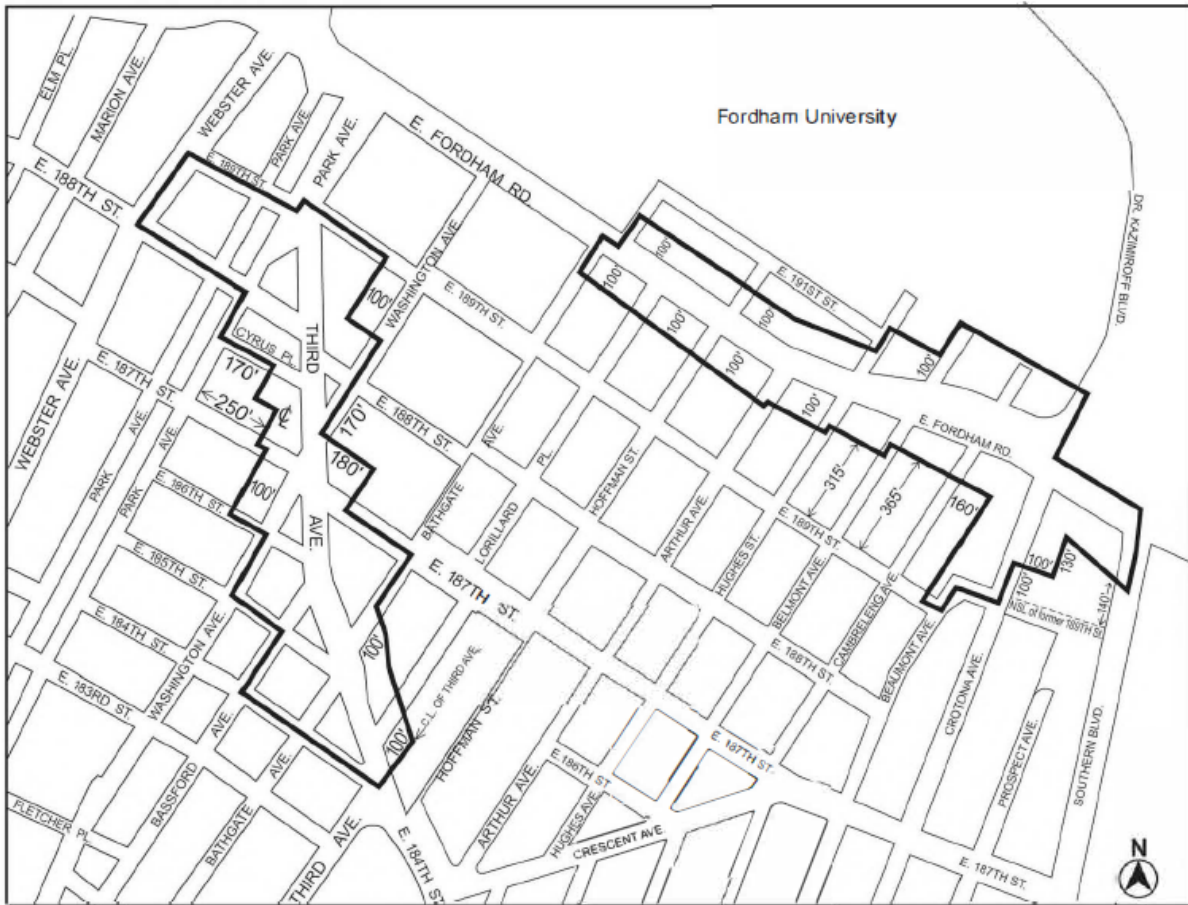 Fordham University
ELM PL.
MARION AVE.
WEBSTER AVE.
PARK AVE
PARK AVE.
E. FORDHAM RD.
E. 188TH ST.
E. 189TH ST.
DR. KAZIMIROFF BLVD.
WASHINGTON AVE.
E. 189TH ST.
E. 191ST ST.
100'
100'
100'
100'
100'
100'
100'
100'
100'
THIRD
CYRUS PL.
170'
250'
℄
E. 187TH ST.
WEBSTER AVE.
170'
E. 188TH ST.
180'
AVE.
PL.
E. FORDHAM RD.
315'
365'
160'
HOFFMAN ST.
PARK AVE.
PARK AVE.
E. 186TH ST.
100'
AVE.
BATHGATE
LORILLARD
ARTHUR AVE.
HUGHES ST.
E. 189TH ST.
BELMONT AVE.
CAMBRELENG AVE.
100'
100'
130'
140'
NSL of former 189TH St.
E. 185TH ST.
E. 187TH ST.
E. 184TH ST.
WASHINGTON AVE.
100'
E. 188TH ST.
BEAUMONT AVE.
CROTONA AVE.
PROSPECT AVE.
SOUTHERN BLVD.
E. 183RD ST.
100'
C.L. OF THIRD AVE.
HOFFMAN ST.
E. 187TH ST.
E. 186TH ST.
BASSFORD
AVE.
BATHGATE
AVE.
FLETCHER PL.
THIRD
AVE.
E. 184TH ST.
ARTHUR AVE.
HUGHES AVE.
CRESCENT AVE.
E. 187TH ST.
N